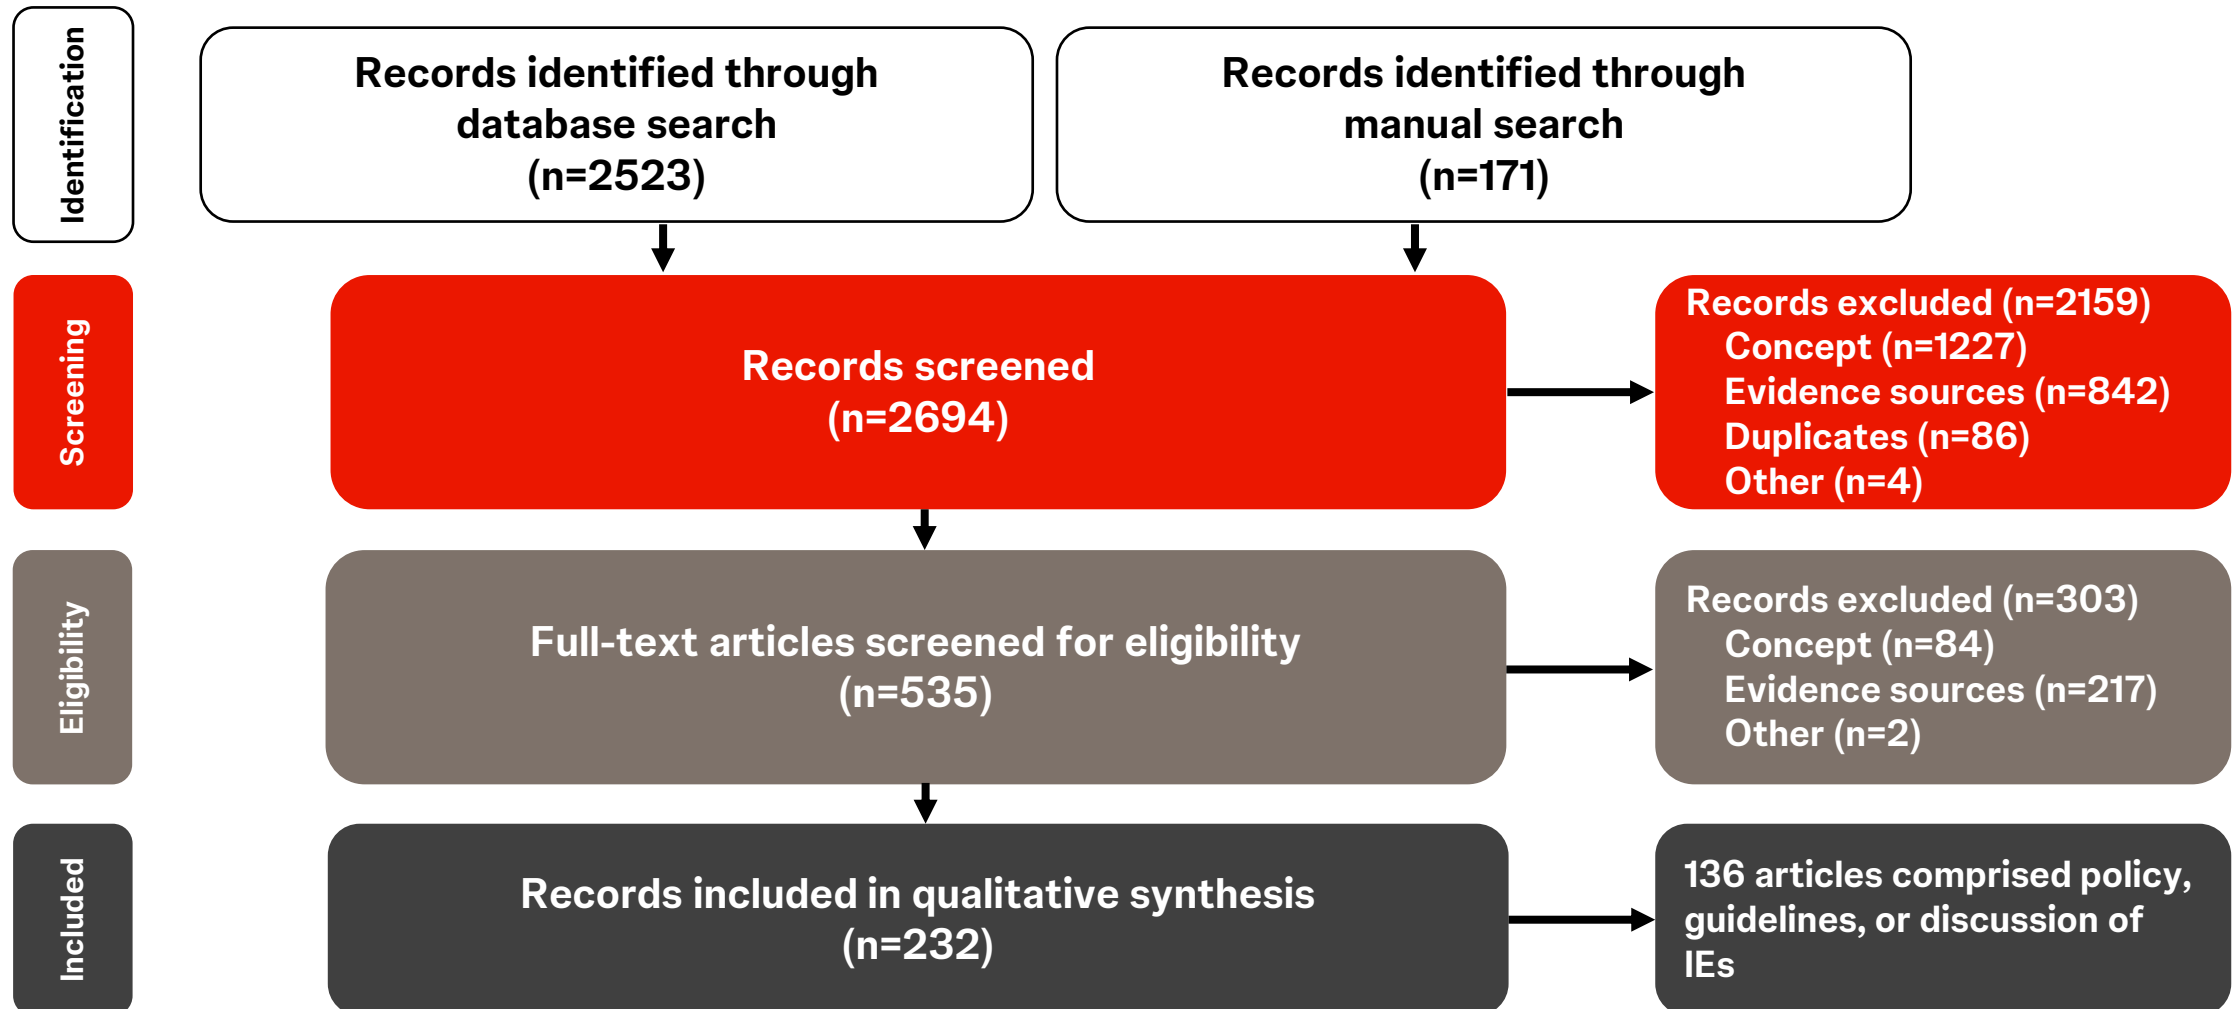 Identification
Records identified through
database search
(n=2523)
Records identified through
manual search
(n=171)
Screening
Records screened
(n=2694)
Records excluded (n=2159)
Concept (n=1227)
Evidence sources (n=842)
Duplicates (n=86)
Other (n=4)
Eligibility
Full-text articles screened for eligibility
(n=535)
Records excluded (n=303)
Concept (n=84)
Evidence sources (n=217)
Other (n=2)
Included
Records included in qualitative synthesis
(n=232)
136 articles comprised policy,
guidelines, or discussion of
IEs